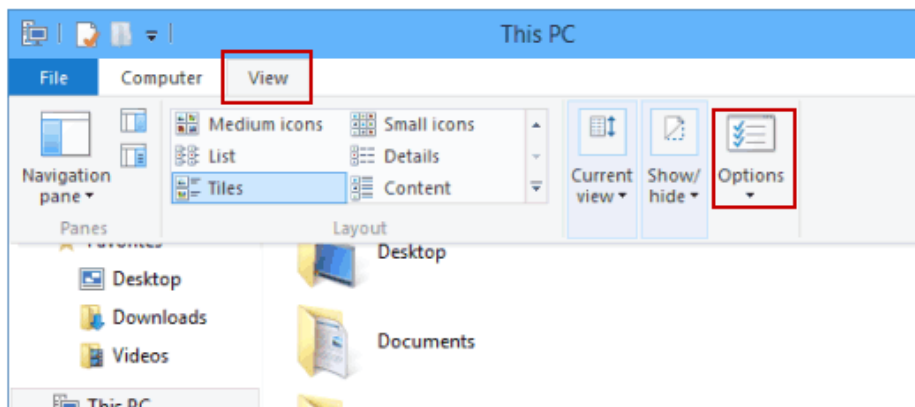 This PC
File Computer View
Medium icons Small icons
List Details
Tiles Content
Navigation
pane
Current
view
Show/
hide
Options
Panes Layout
Favorites
Desktop
Downloads
Videos
This PC
Desktop
Documents